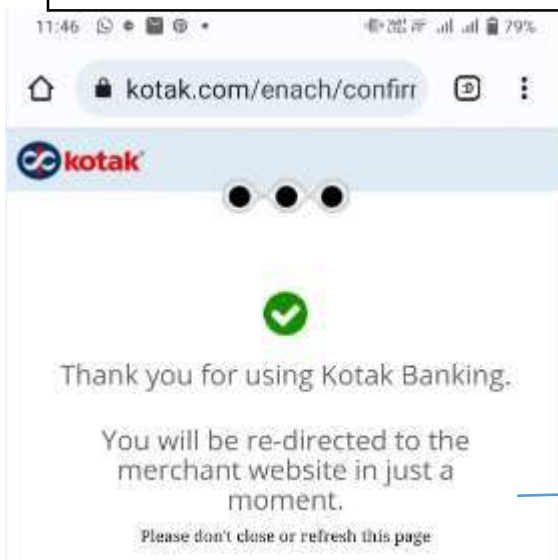 11:46
79%
kotak.com/enach/confirr
kotak
Thank you for using Kotak Banking.
You will be re-directed to the
merchant website in just a
moment.
Please don't close or refresh this page